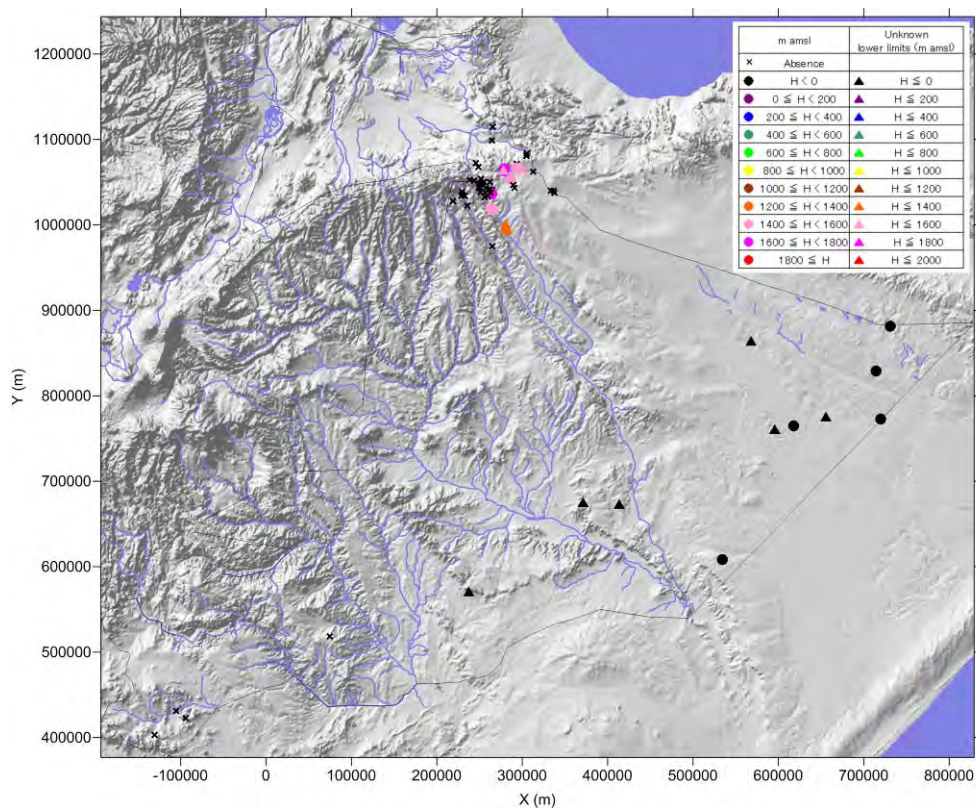 m amsl
Unknown
lower limits (m amsl)
× Absence
H < 0
H ≦ 0
0 ≦ H < 200
H ≦ 200
200 ≦ H < 400
H ≦ 400
400 ≦ H < 600
H ≦ 600
600 ≦ H < 800
H ≦ 800
800 ≦ H < 1000
H ≦ 1000
1000 ≦ H < 1200
H ≦ 1200
1200 ≦ H < 1400
H ≦ 1400
1400 ≦ H < 1600
H ≦ 1600
1600 ≦ H < 1800
H ≦ 1800
1800 ≦ H
H ≦ 2000
Y (m)
1200000
1100000
1000000
900000
800000
700000
600000
500000
400000
-100000 0 100000 200000 300000 400000 500000 600000 700000 800000
X (m)